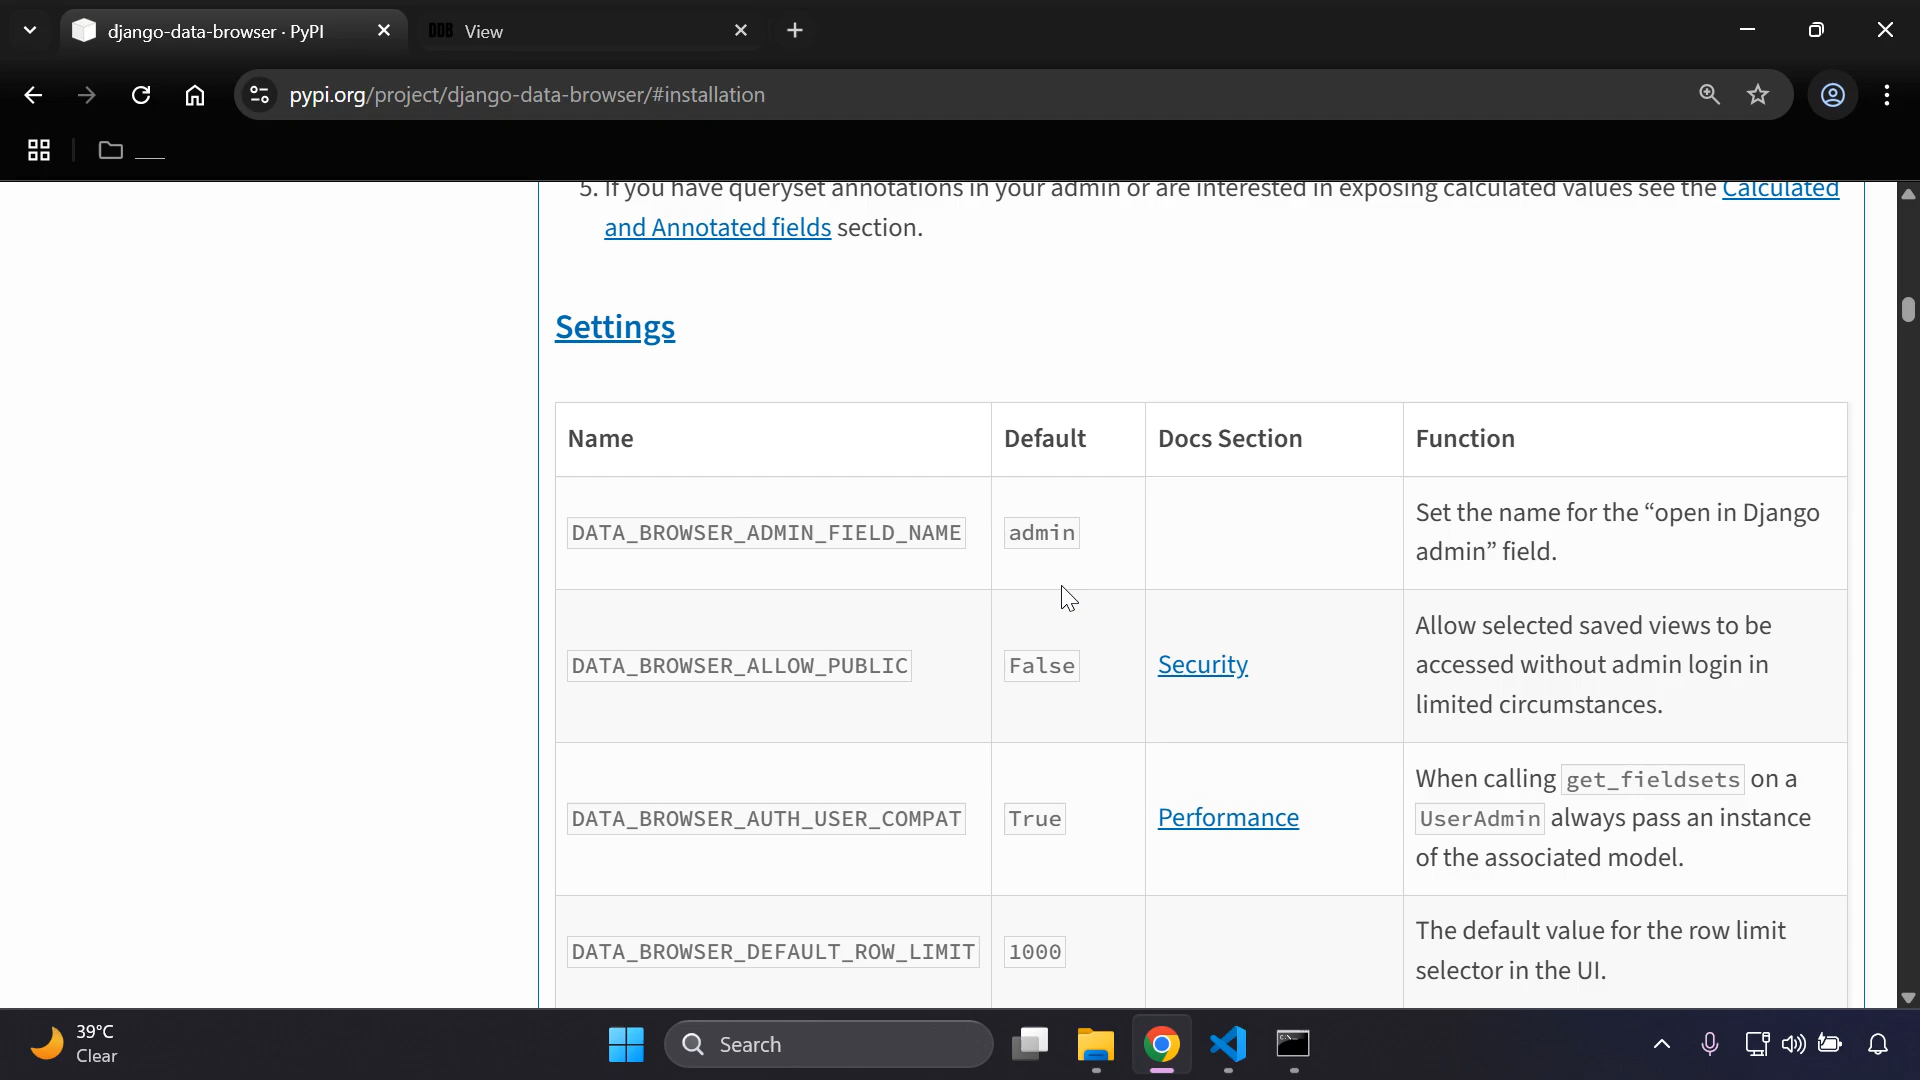 django-data-browser · PyPI
DDB View
pypi.org/project/django-data-browser/#installation
5. If you have queryset annotations in your admin or are interested in exposing calculated values see the Calculated
and Annotated fields section.
Settings
Name Default Docs Section Function
DATA_BROWSER_ADMIN_FIELD_NAME admin Set the name for the “open in Django
admin” field.
DATA_BROWSER_ALLOW_PUBLIC False Security Allow selected saved views to be
accessed without admin login in
limited circumstances.
DATA_BROWSER_AUTH_USER_COMPAT True Performance When calling get_fieldsets on a
UserAdmin always pass an instance
of the associated model.
DATA_BROWSER_DEFAULT_ROW_LIMIT 1000 The default value for the row limit
selector in the UI.
39°C
Clear
Search